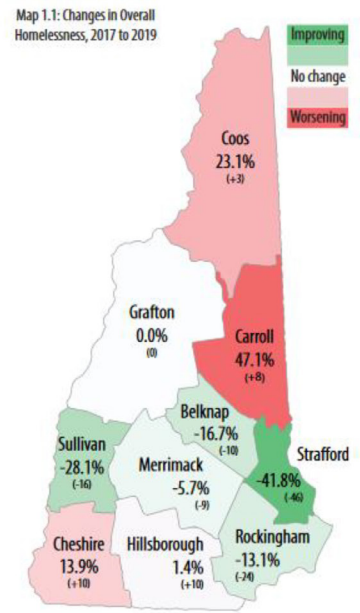 Map 1.1: Changes in Overall
Homelessness, 2017 to 2019
Improving
No change
Worsening
Coos
23.1%
(+3)
Grafton
0.0%
(0)
Carroll
47.1%
(+8)
Belknap
-16.7%
(-10)
Sullivan
-28.1%
(-16)
Merrimack
-5.7%
(-9)
Strafford
-41.8%
(-46)
Rockingham
-13.1%
(-24)
Cheshire
13.9%
(+10)
Hillsborough
1.4%
(+10)